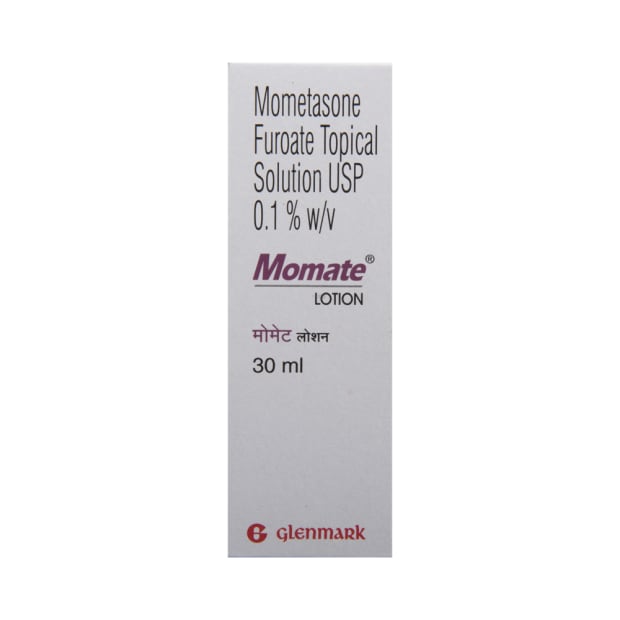 Mometasone
Furoate Topical
Solution USP
0.1 % w/v
Momate®
LOTION
मोमेट लोशन
30 ml
Glenmark